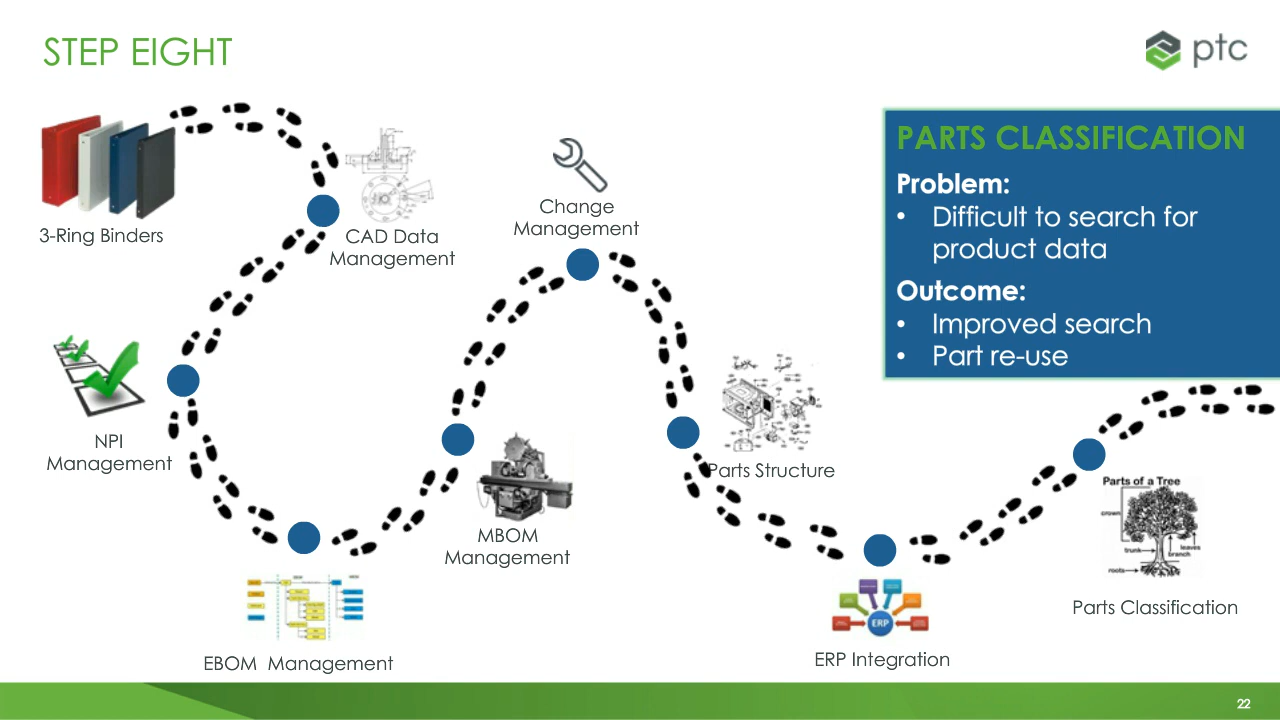 STEP EIGHT
ptc
PARTS CLASSIFICATION
Problem:
• Difficult to search for
product data
Outcome:
• Improved search
• Part re-use
3-Ring Binders
CAD Data
Management
Change
Management
NPI
Management
Parts Structure
MBOM
Management
EBOM  Management
ERP
ERP Integration
Parts of a Tree
crown
trunk
leaves
branch
roots
Parts Classification
22